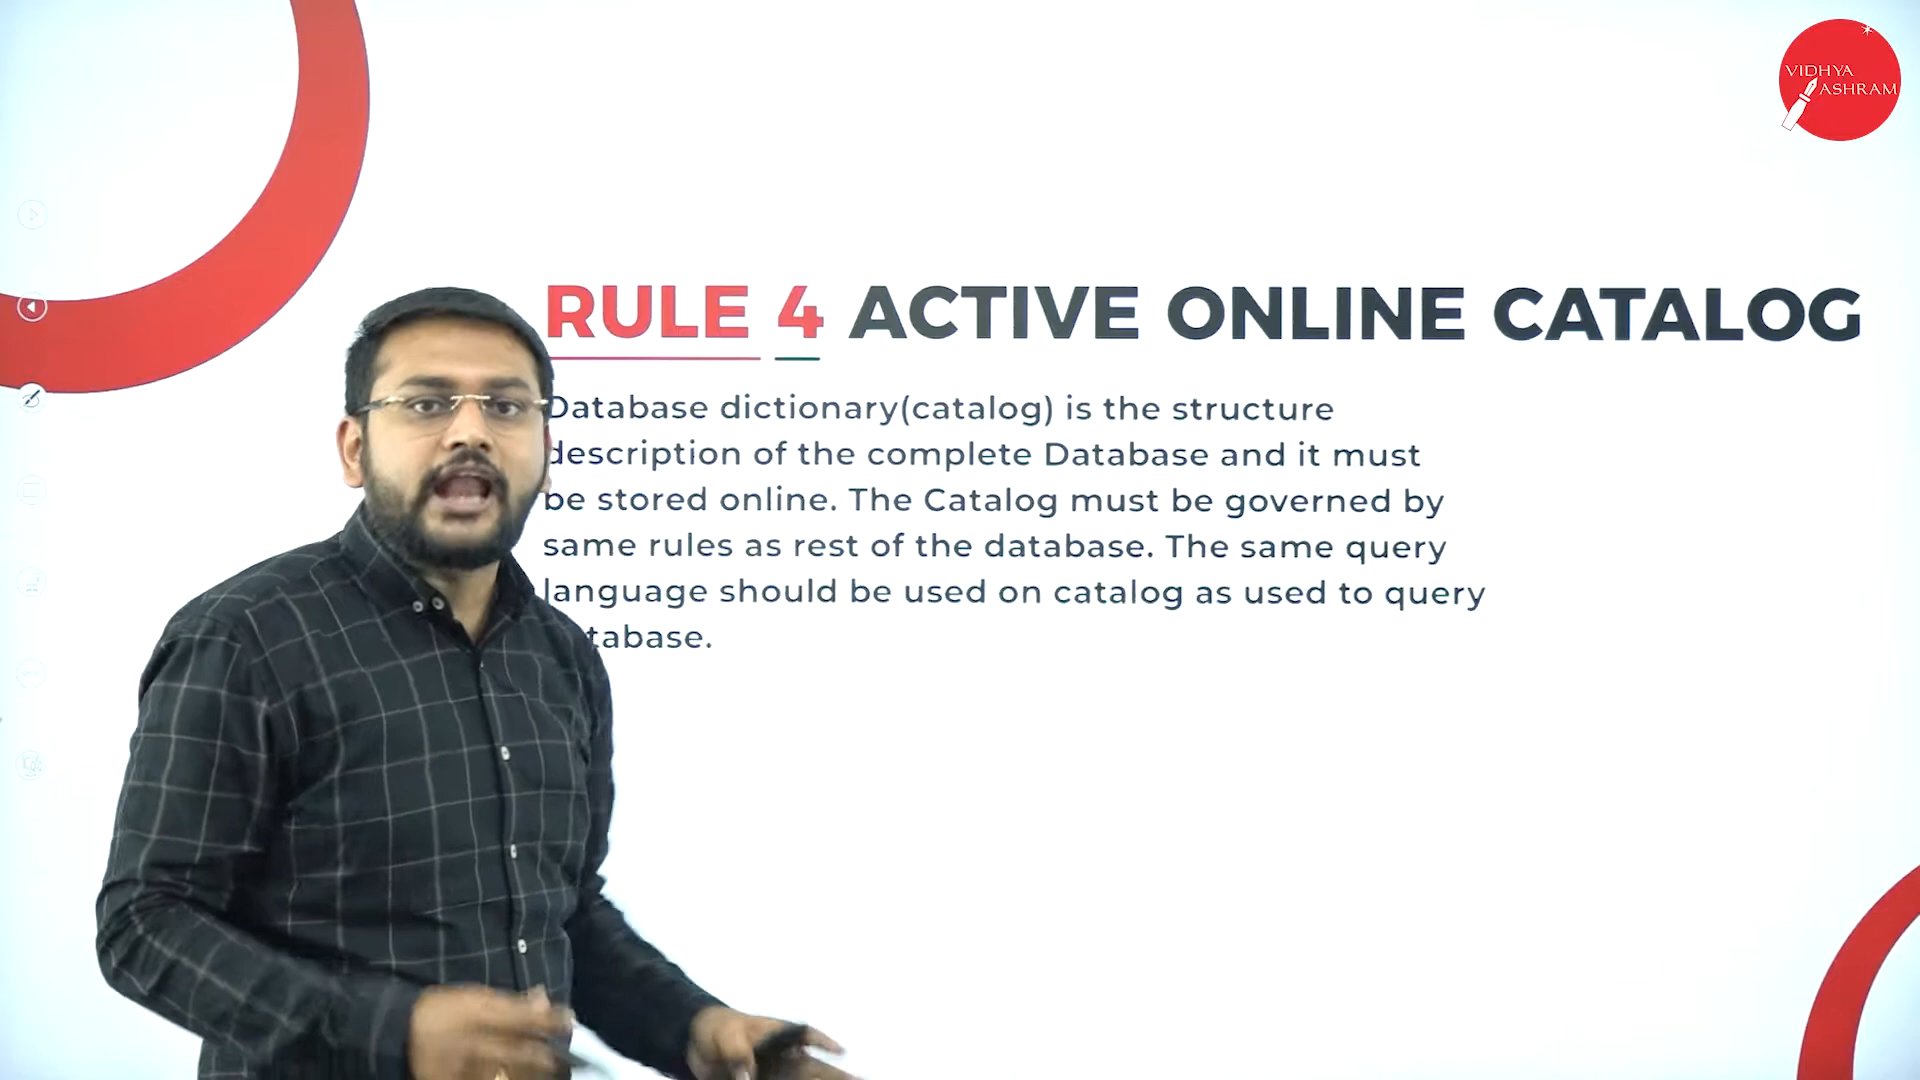 VIDHYA
ASHRAM
RULE 4 ACTIVE ONLINE CATALOG
Database dictionary(catalog) is the structure
description of the complete Database and it must
be stored online. The Catalog must be governed by
same rules as rest of the database. The same query
language should be used on catalog as used to query
tabase.